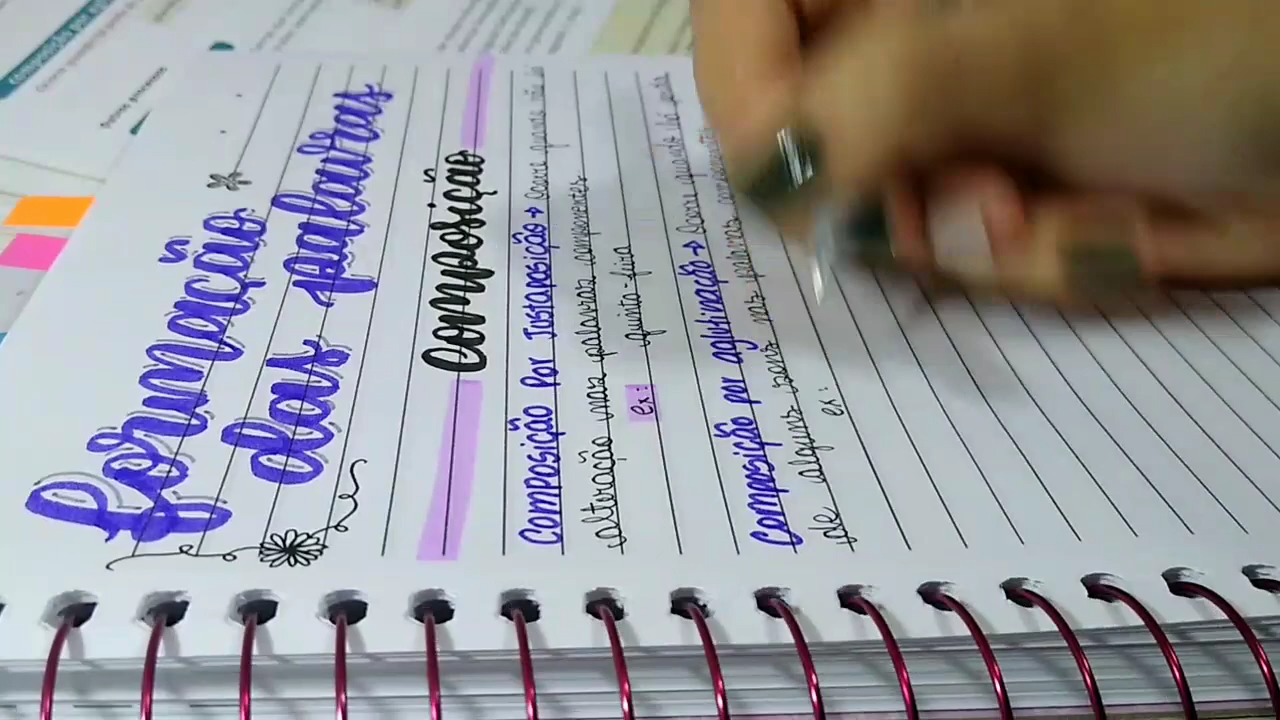 Formação
das palavras
Composição
Composição Por Justaposição → Ocorre quando não há
alteração nas palavras componentes
ex: quinta-feira
Composição por aglutinação → Ocorre quando há perda
de alguns sons nas palavras componentes
ex: